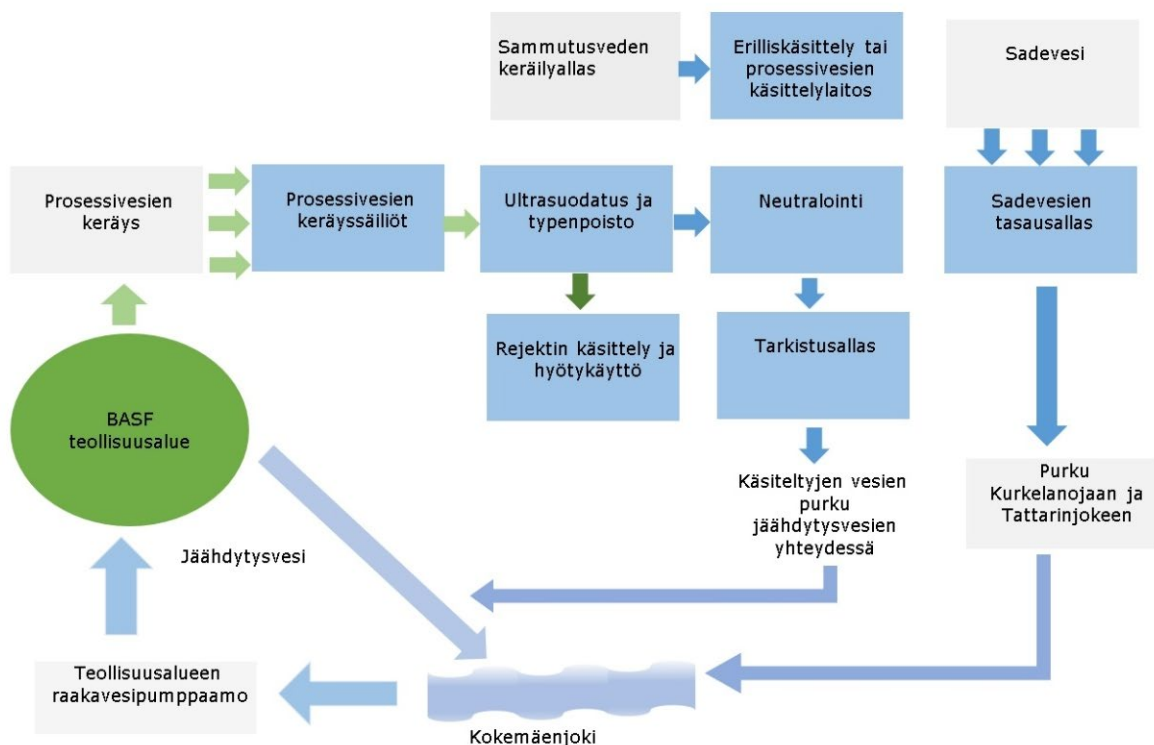 Sammutusveden
keräilyallas
Erilliskäsittely tai
prosessivesien
käsittelylaitos
Sadevesi
Prosessivesien
keräys
Prosessivesien
keräyssäiliöt
Ultrasuodatus ja
typenpoisto
Neutralointi
Sadevesien
tasausallas
Rejektin käsittely ja
hyötykäyttö
Tarkistusallas
BASF
teollisuusalue
Käsiteltyjen vesien
purku
jäähdytysvesien
yhteydessä
Purku
Kurkelanojaan ja
Tattarinjokeen
Jäähdytysvesi
Teollisuusalueen
raakavesipumppaamo
Kokemäenjoki